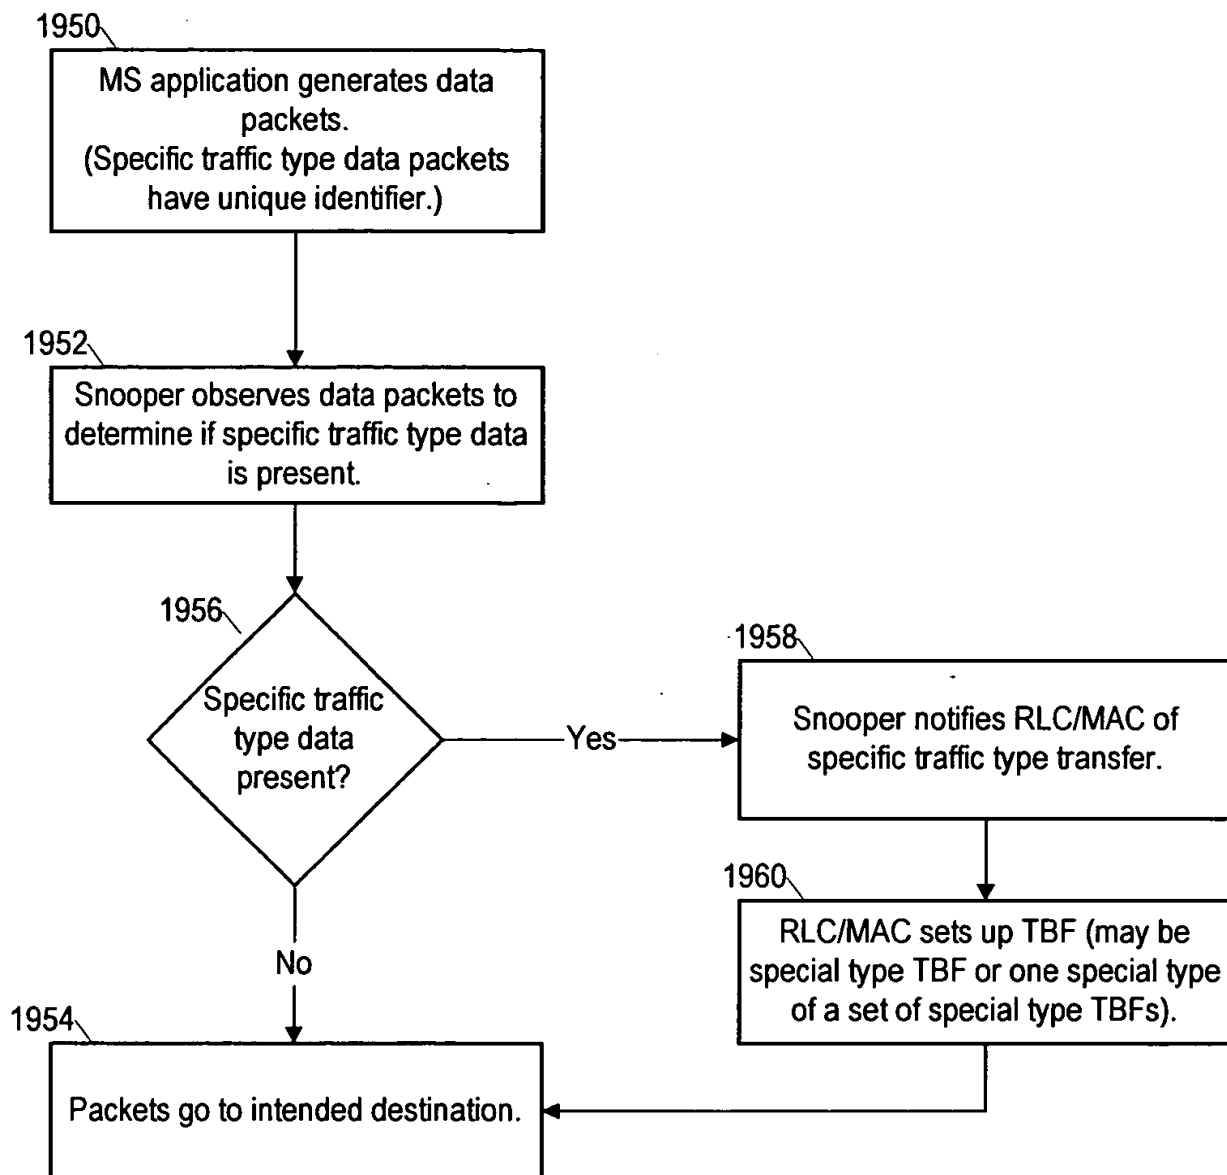 1950
MS application generates data
packets.
(Specific traffic type data packets
have unique identifier.)
1952
Snooper observes data packets to
determine if specific traffic type data
is present.
1956
Specific traffic
type data
present?
Yes
1958
Snooper notifies RLC/MAC of
specific traffic type transfer.
1960
RLC/MAC sets up TBF (may be
special type TBF or one special type
of a set of special type TBFs).
No
1954
Packets go to intended destination.